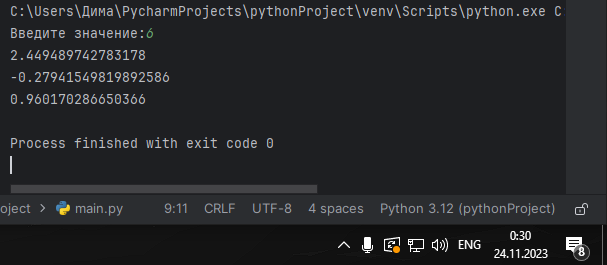 C:\Users\Дима\PycharmProjects\pythonProject\venv\Scripts\python.exe C
Введите значение:6
2.449489742783178
-0.27941549819892586
0.960170286650366
Process finished with exit code 0
oject > main.py 9:11 CRLF UTF-8 4 spaces Python 3.12 (pythonProject)
ENG 0:30
24.11.2023 8